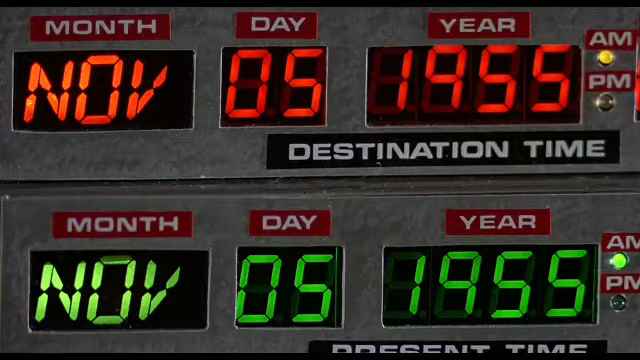 MONTH DAY YEAR
NOV 05 1955 AM
PM
DESTINATION TIME
MONTH DAY YEAR
NOV 05 1955 AM
PM
PRESENT TIME